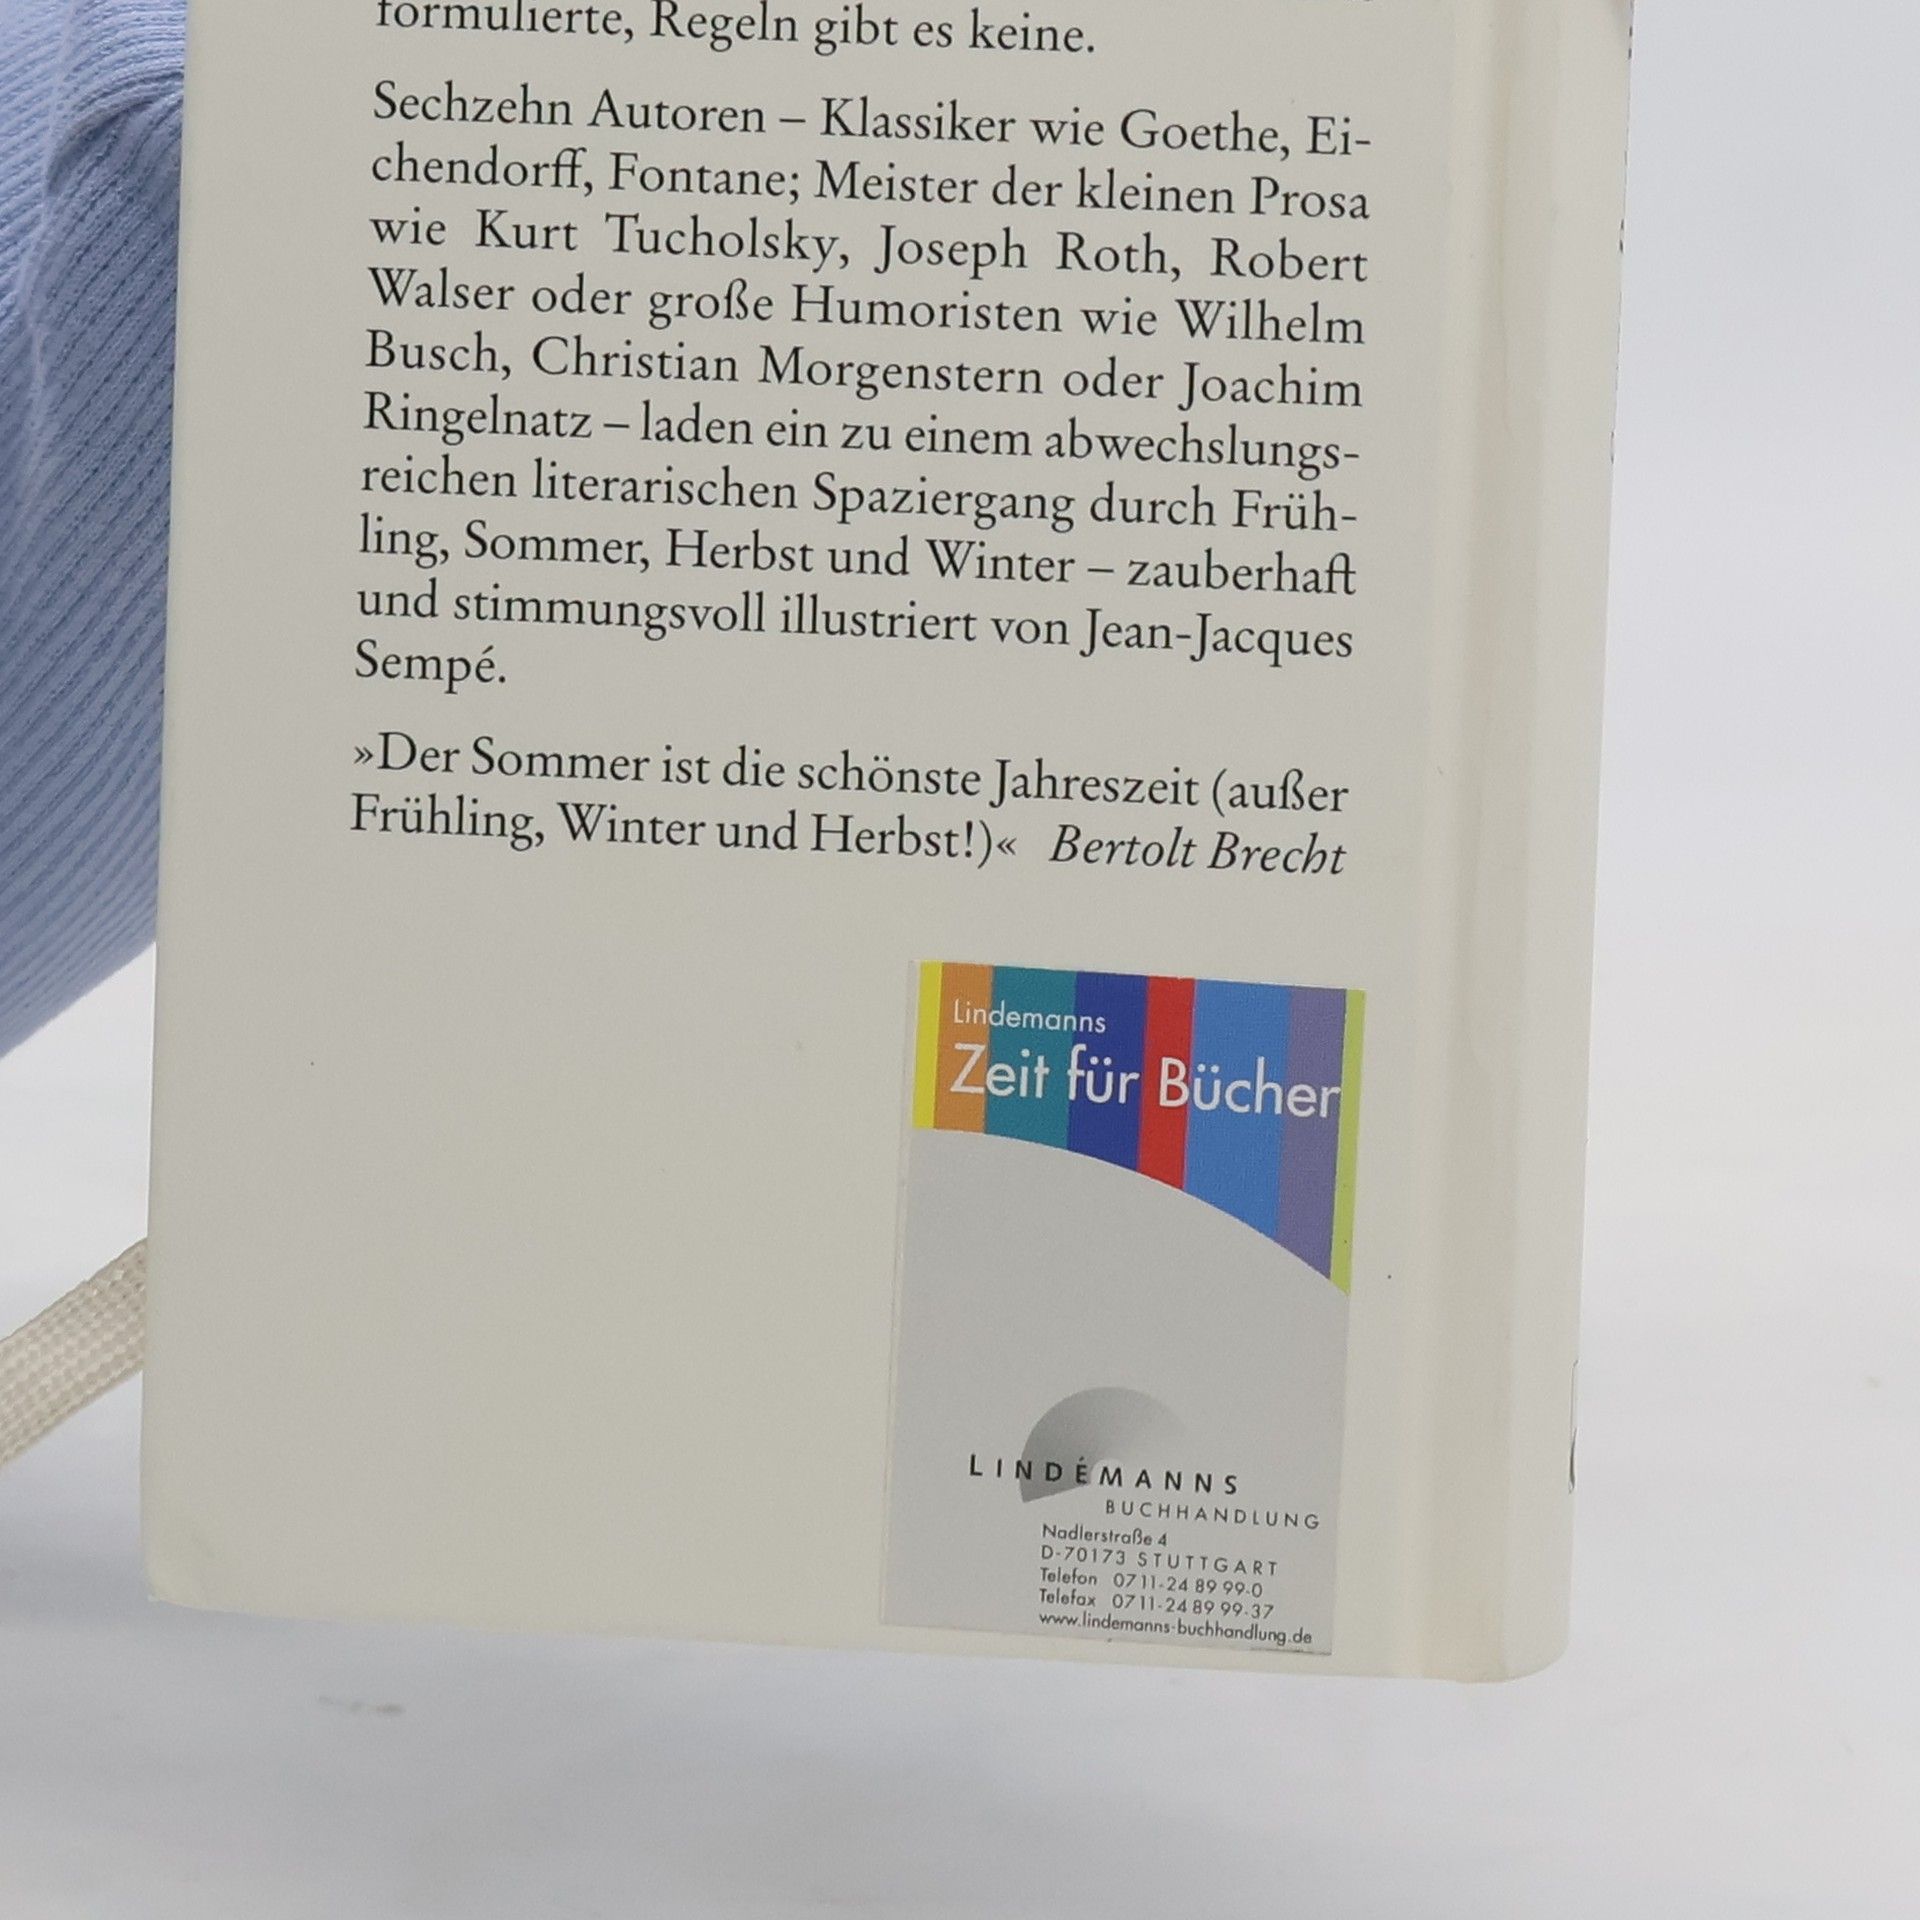 formulierte, Regeln gibt es keine.
Sechzehn Autoren – Klassiker wie Goethe, Ei-
chendorff, Fontane; Meister der kleinen Prosa
wie Kurt Tucholsky, Joseph Roth, Robert
Walser oder große Humoristen wie Wilhelm
Busch, Christian Morgenstern oder Joachim
Ringelnatz – laden ein zu einem abwechslungs-
reichen literarischen Spaziergang durch Früh-
ling, Sommer, Herbst und Winter – zauberhaft
und stimmungsvoll illustriert von Jean-Jacques
Sempé.
»Der Sommer ist die schönste Jahreszeit (außer
Frühling, Winter und Herbst!)« Bertolt Brecht
Lindemanns
Zeit für Bücher
LINDÉMANNS
BUCHHANDLUNG
Nadlerstraße 4
D-70173 STUTTGART
Telefon 0711-24 89 99-0
Telefax 0711-24 89 99-37
www.lindemanns-buchhandlung.de